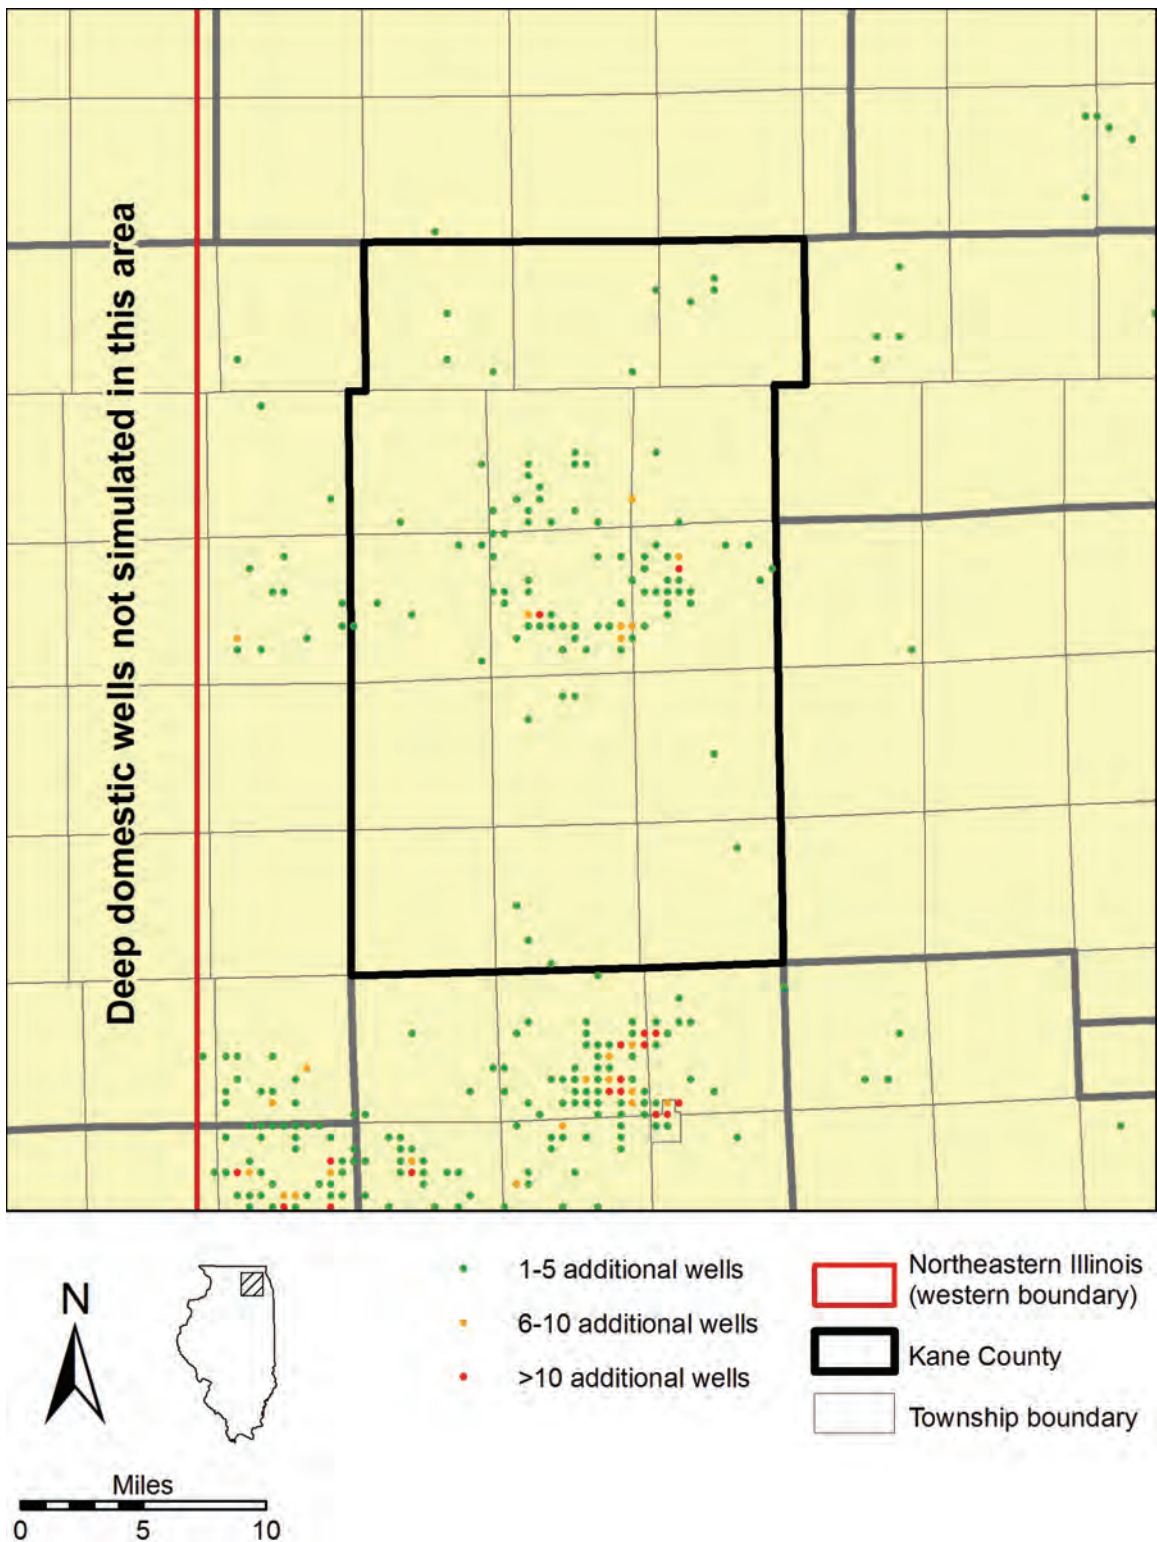 Deep domestic wells not simulated in this area
N
Miles
0 5 10
1-5 additional wells
6-10 additional wells
>10 additional wells
Northeastern Illinois
(western boundary)
Kane County
Township boundary